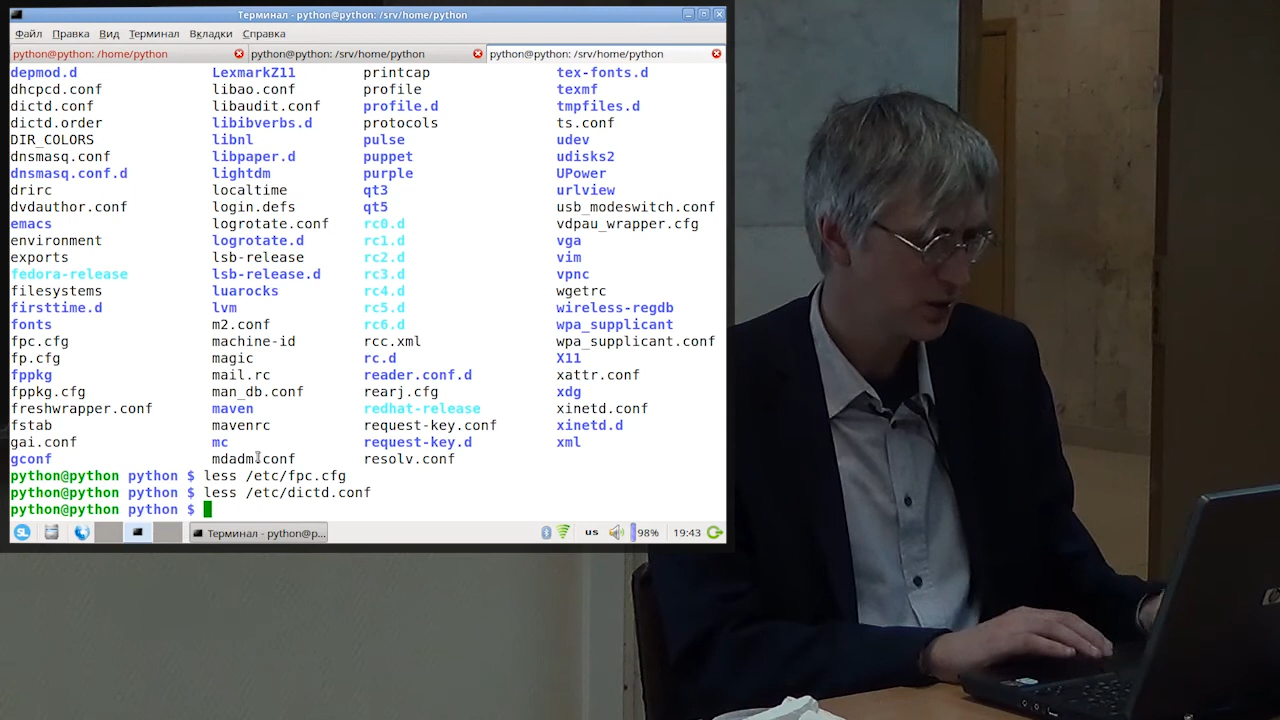 Терминал - python@python: /srv/home/python
Файл Правка Вид Терминал Вкладки Справка
python@python: /home/python python@python: /srv/home/python python@python: /srv/home/python
depmod.d LexmarkZ11 printcap tex-fonts.d
dhcpcd.conf libao.conf profile texmf
dictd.conf libaudit.conf profile.d tmpfiles.d
dictd.order libibverbs.d protocols ts.conf
DIR_COLORS libnl pulse udev
dnsmasq.conf libpaper.d puppet udisks2
dnsmasq.conf.d lightdm purple UPower
drirc localtime qt3 urlview
dvdauthor.conf login.defs qt5 usb_modeswitch.conf
emacs logrotate.conf rc0.d vdpau_wrapper.cfg
environment logrotate.d rc1.d vga
exports lsb-release rc2.d vim
fedora-release lsb-release.d rc3.d vpnc
filesystems luarocks rc4.d wgetrc
firsttime.d lvm rc5.d wireless-regdb
fonts m2.conf rc6.d wpa_supplicant
fpc.cfg machine-id rcc.xml wpa_supplicant.conf
fp.cfg magic rc.d X11
fppkg mail.rc reader.conf.d xattr.conf
fppkg.cfg man_db.conf rearj.cfg xdg
freshwrapper.conf maven redhat-release xinetd.conf
fstab mavenrc request-key.conf xinetd.d
gai.conf mc request-key.d xml
gconf mdadm.conf resolv.conf
python@python python $ less /etc/fpc.cfg
python@python python $ less /etc/dictd.conf
python@python python $
SL Терминал - python@p... us 98% 19:43
hp